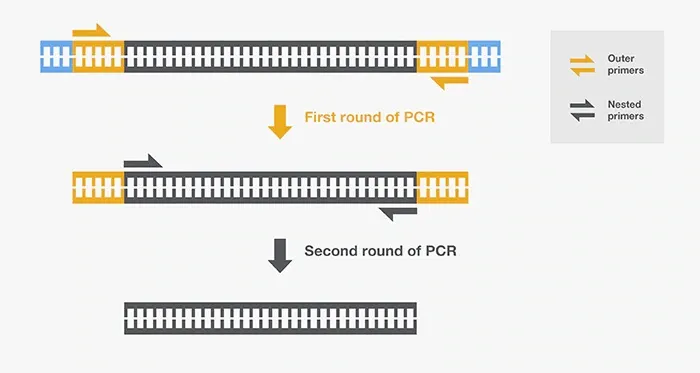 Outer
primers
Nested
primers
First round of PCR
Second round of PCR